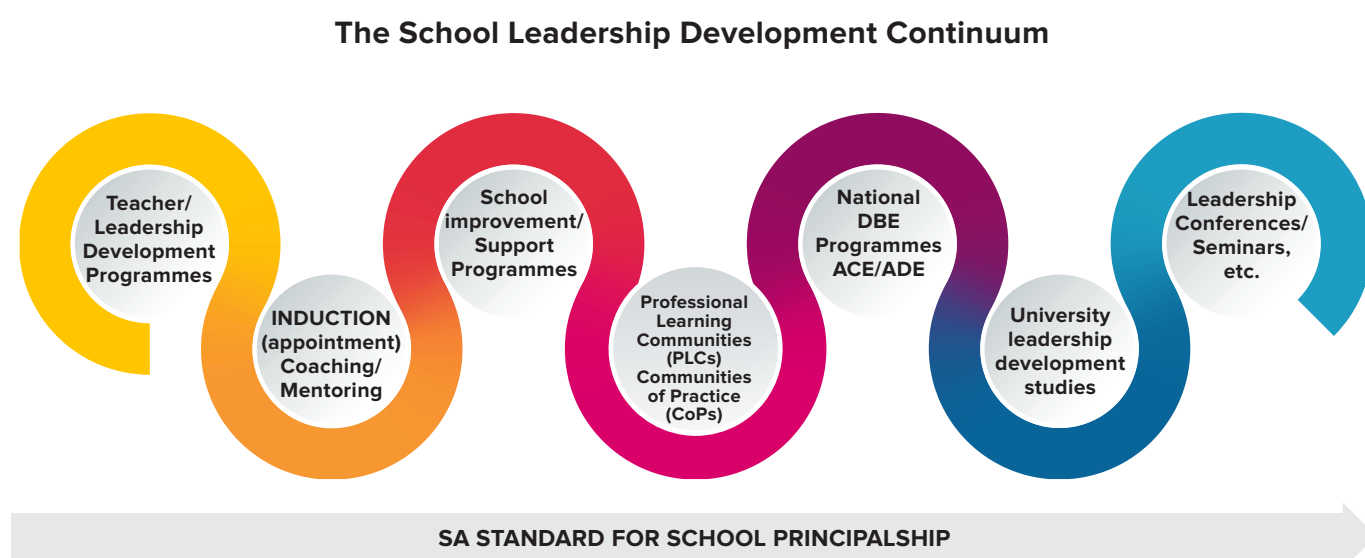 The School Leadership Development Continuum
Teacher/
Leadership
Development
Programmes
INDUCTION
(appointment)
Coaching/
Mentoring
School
improvement/
Support
Programmes
Professional
Learning
Communities
(PLCs)
Communities
of Practice
(CoPs)
National
DBE
Programmes
ACE/ADE
University
leadership
development
studies
Leadership
Conferences/
Seminars,
etc.
SA STANDARD FOR SCHOOL PRINCIPALSHIP